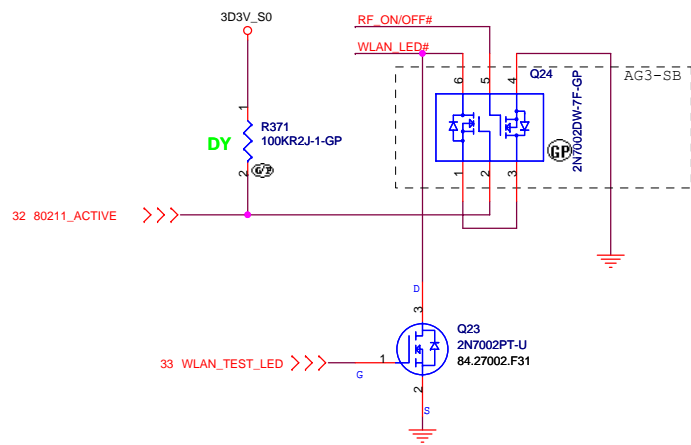 3D3V_S0
RF_ON/OFF#
WLAN_LED#
AG3-SB
Q24
2N7002DW-7F-GP
6
5
4
GP
1
2
3
1
R371
100KR2J-1-GP
DY
2
G/P
32 80211_ACTIVE
D
3
Q23
2N7002PT-U
84.27002.F31
33 WLAN_TEST_LED
1
G
2
S